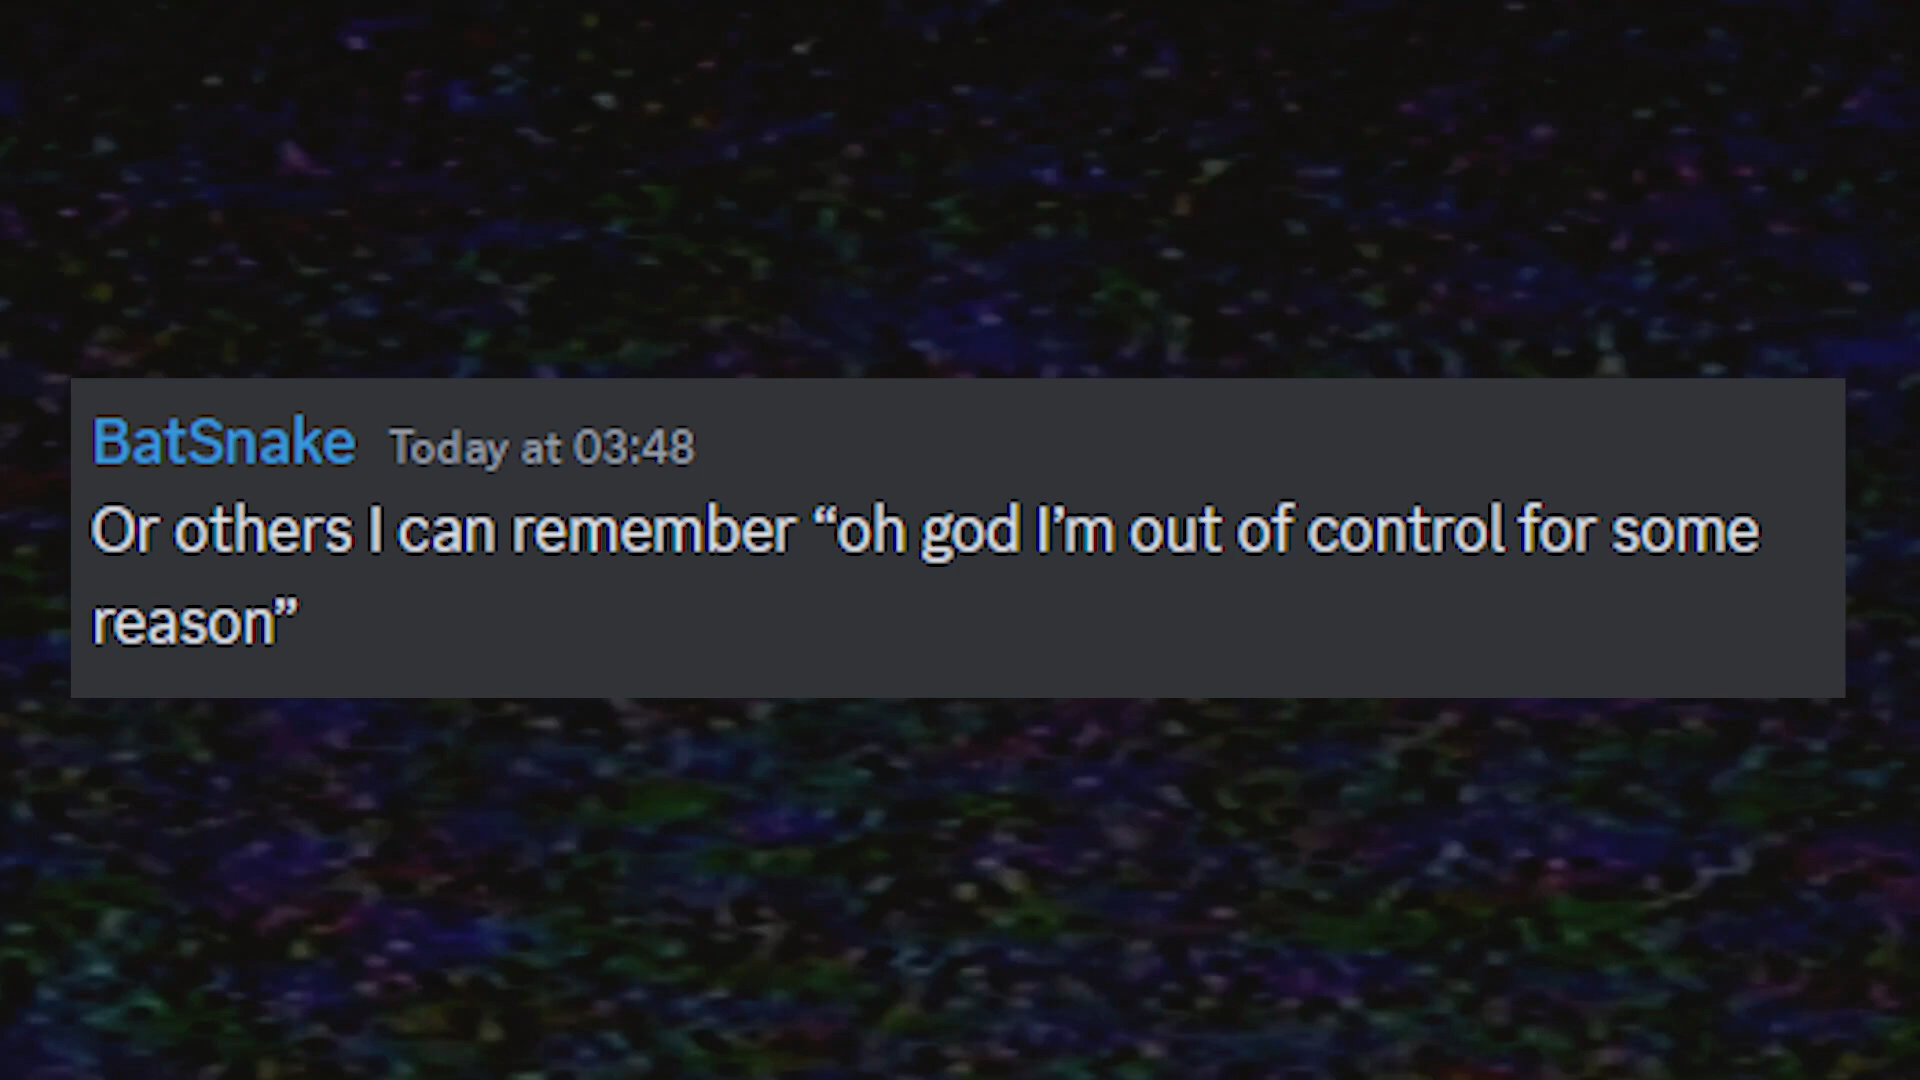 BatSnake Today at 03:48
Or others I can remember “oh god I’m out of control for some
reason”